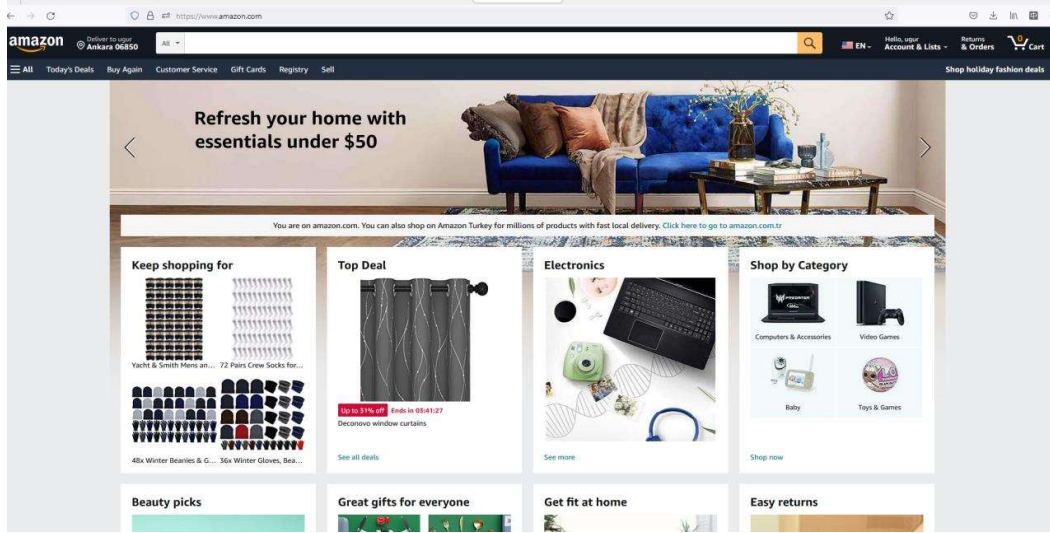 https://www.amazon.com
amazon
Deliver to ugur
Ankara 06850
All
EN
Hello, ugur
Account & Lists
Returns
& Orders
0
Cart
All
Today's Deals
Buy Again
Customer Service
Gift Cards
Registry
Sell
Shop holiday fashion deals
Refresh your home with
essentials under $50
You are on amazon.com. You can also shop on Amazon Turkey for millions of products with fast local delivery. Click here to go to amazon.com.tr
Keep shopping for
Yacht & Smith Mens an...
72 Pairs Crew Socks for...
48x Winter Beanies & G...
36x Winter Gloves, Bea...
Top Deal
Up to 31% off
Ends in 03:41:27
Deconovo window curtains
See all deals
Electronics
See more
Shop by Category
PREDATOR
Computers & Accessories
Video Games
Baby
Toys & Games
Shop now
Beauty picks
Great gifts for everyone
Get fit at home
Easy returns